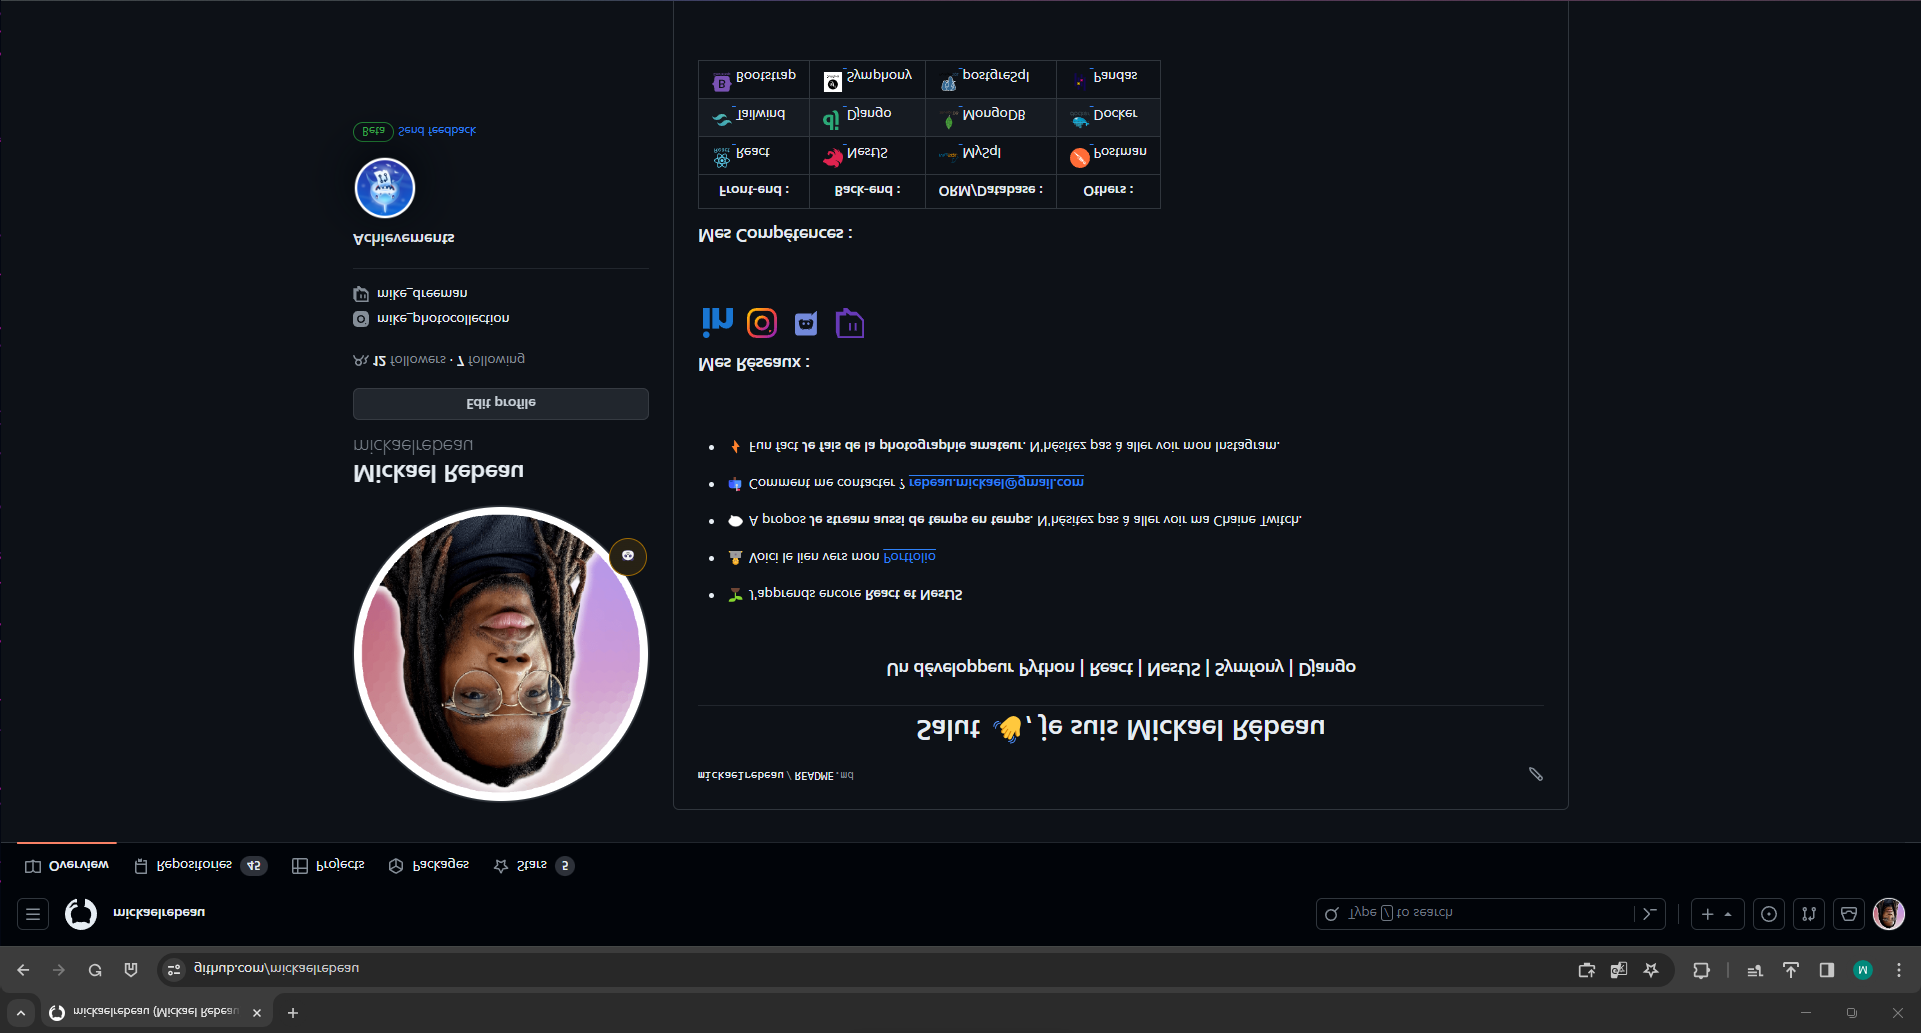 mickaelrebeau (Mickael Rebeau
github.com/mickaelrebeau
M
mickaelrebeau
Type / to search
Overview
Repositories 45
Projects
Packages
Stars 5
mickaelrebeau / README.md
Salut 👋, je suis Mickael Rébeau
Un développeur Python | React | NestJS | Symfony | Django
J'apprends encore React et NestJS
Voici le lien vers mon Portfolio
A propos Je stream aussi de temps en temps. N'hésitez pas à aller voir ma Chaine Twitch.
Comment me contacter ? rebeau.mickael@gmail.com
Fun fact Je fais de la photographie amateur. N'hésitez pas à aller voir mon Instagram.
Mes Réseaux :
in
Mes Compétences :
Front-end : Back-end : ORM/Database : Others :
React NestJS MySql Postman
Tailwind Django MongoDB Docker
Bootstrap Symphony postgreSql Pandas
Mickael Rebeau
mickaelrebeau
Edit profile
12 followers · 7 following
mike_photocollection
mike_dreeman
Achievements
Beta Send feedback